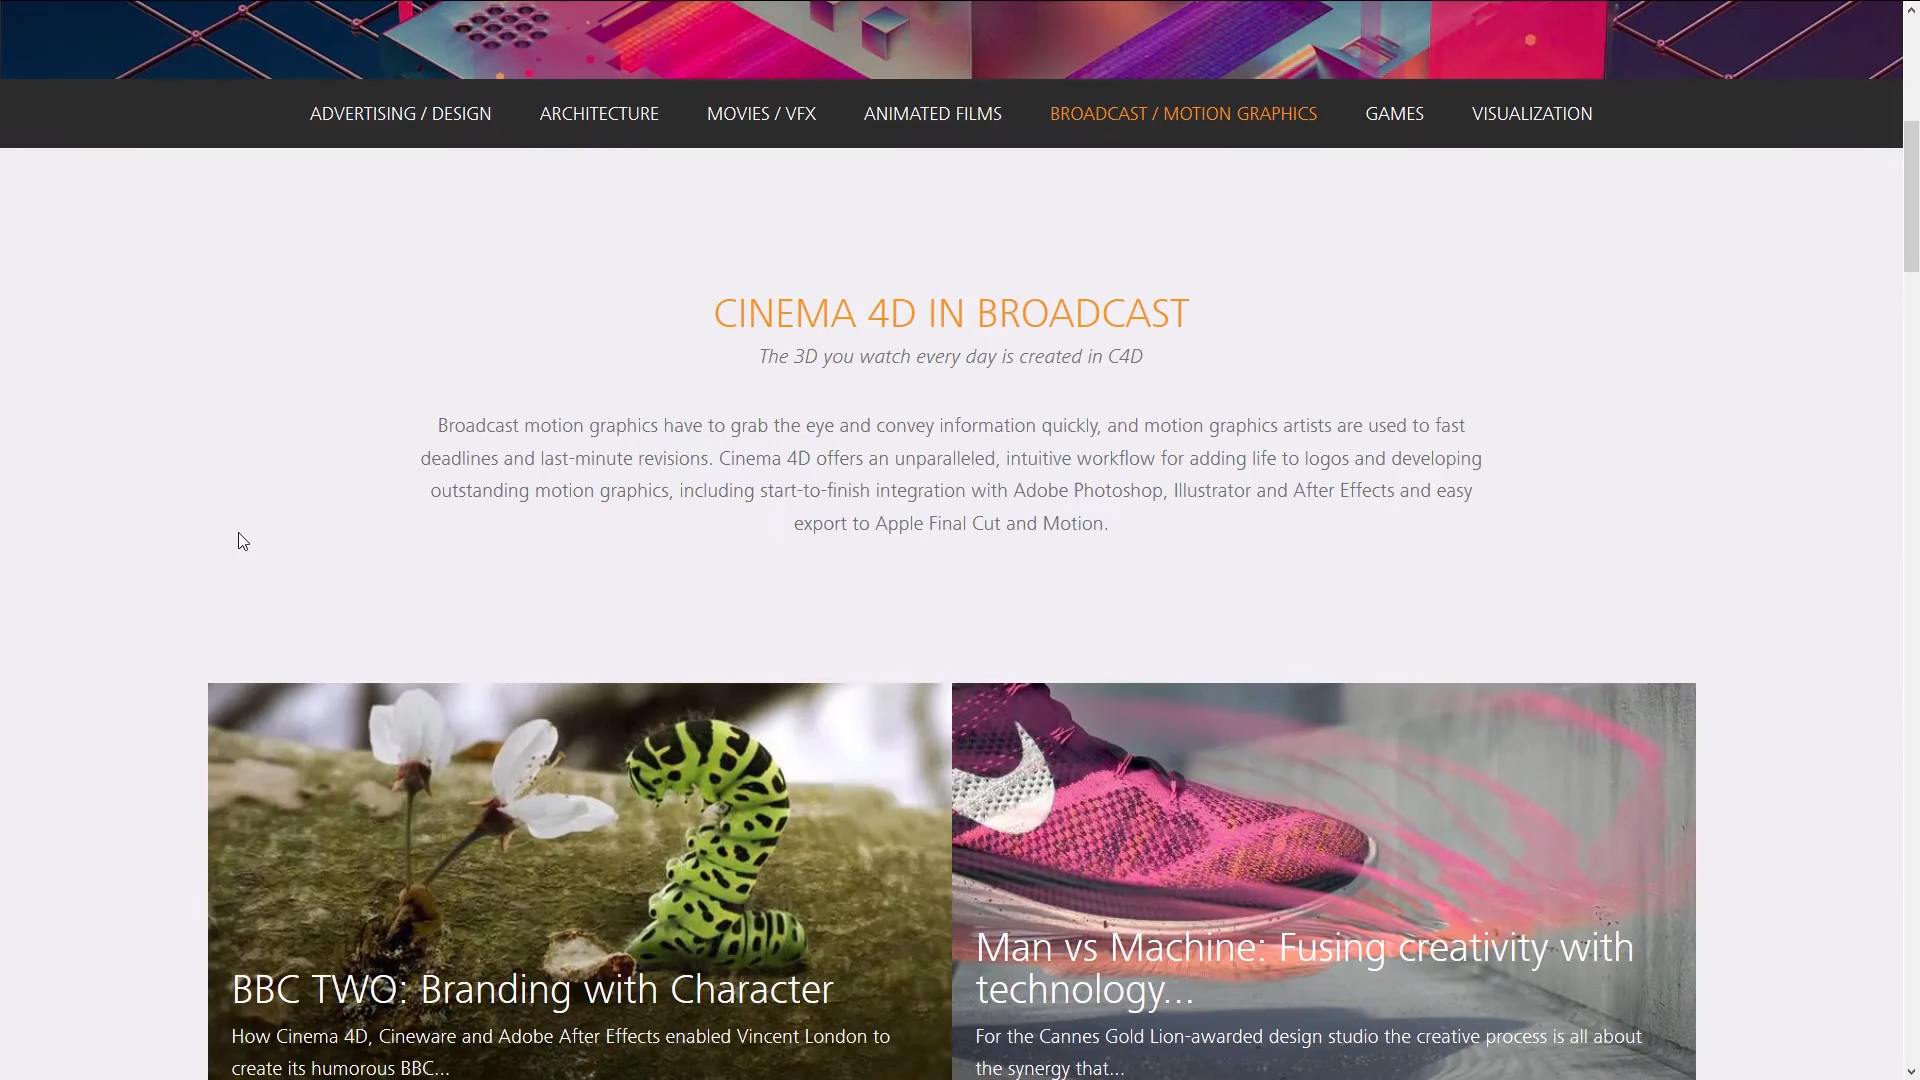 ADVERTISING / DESIGN ARCHITECTURE MOVIES / VFX ANIMATED FILMS BROADCAST / MOTION GRAPHICS GAMES VISUALIZATION
CINEMA 4D IN BROADCAST
The 3D you watch every day is created in C4D
Broadcast motion graphics have to grab the eye and convey information quickly, and motion graphics artists are used to fast
deadlines and last-minute revisions. Cinema 4D offers an unparalleled, intuitive workflow for adding life to logos and developing
outstanding motion graphics, including start-to-finish integration with Adobe Photoshop, Illustrator and After Effects and easy
export to Apple Final Cut and Motion.
BBC TWO: Branding with Character
How Cinema 4D, Cineware and Adobe After Effects enabled Vincent London to
create its humorous BBC...
Man vs Machine: Fusing creativity with
technology...
For the Cannes Gold Lion-awarded design studio the creative process is all about
the synergy that...